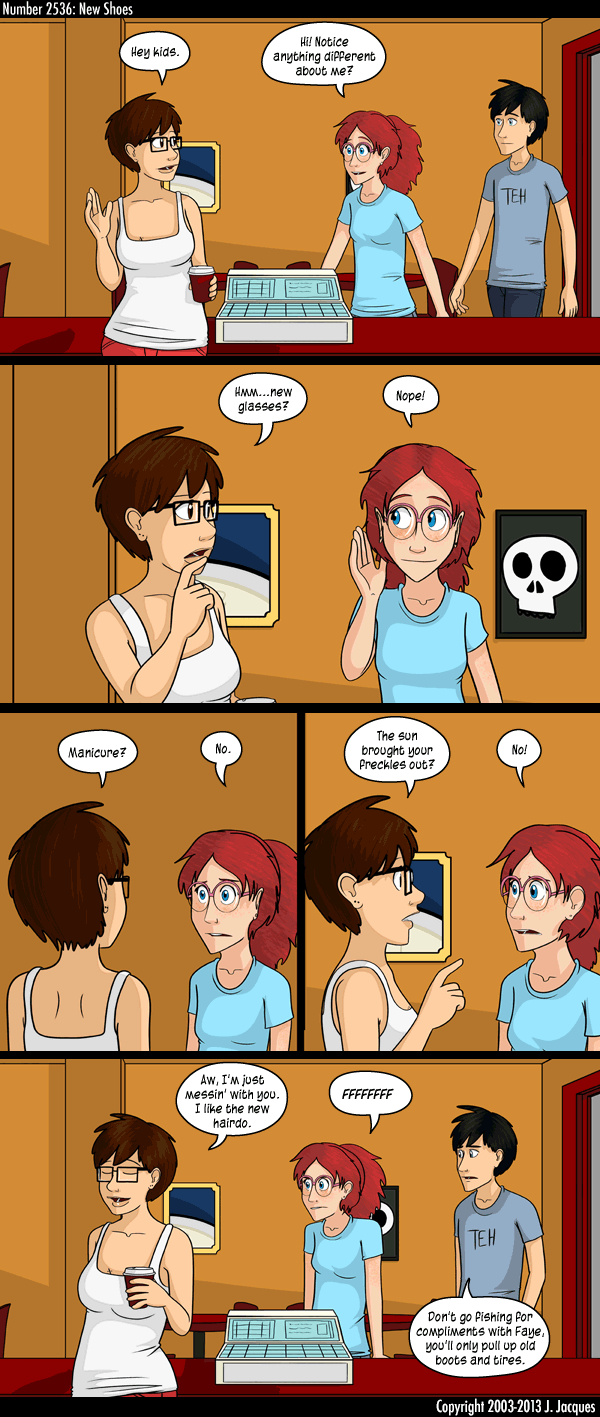 Number 2536: New Shoes
Hey kids.
Hi! Notice
anything different
about me?
TEH
Hmm...new
glasses?
Nope!
Manicure?
No.
The sun
brought your
freckles out?
No!
Aw, I'm just
messin' with you.
I like the new
hairdo.
FFFFFFFF
TEH
Don't go fishing for
compliments with Faye,
you'll only pull up old
boots and tires.
Copyright 2003-2013 J. Jacques